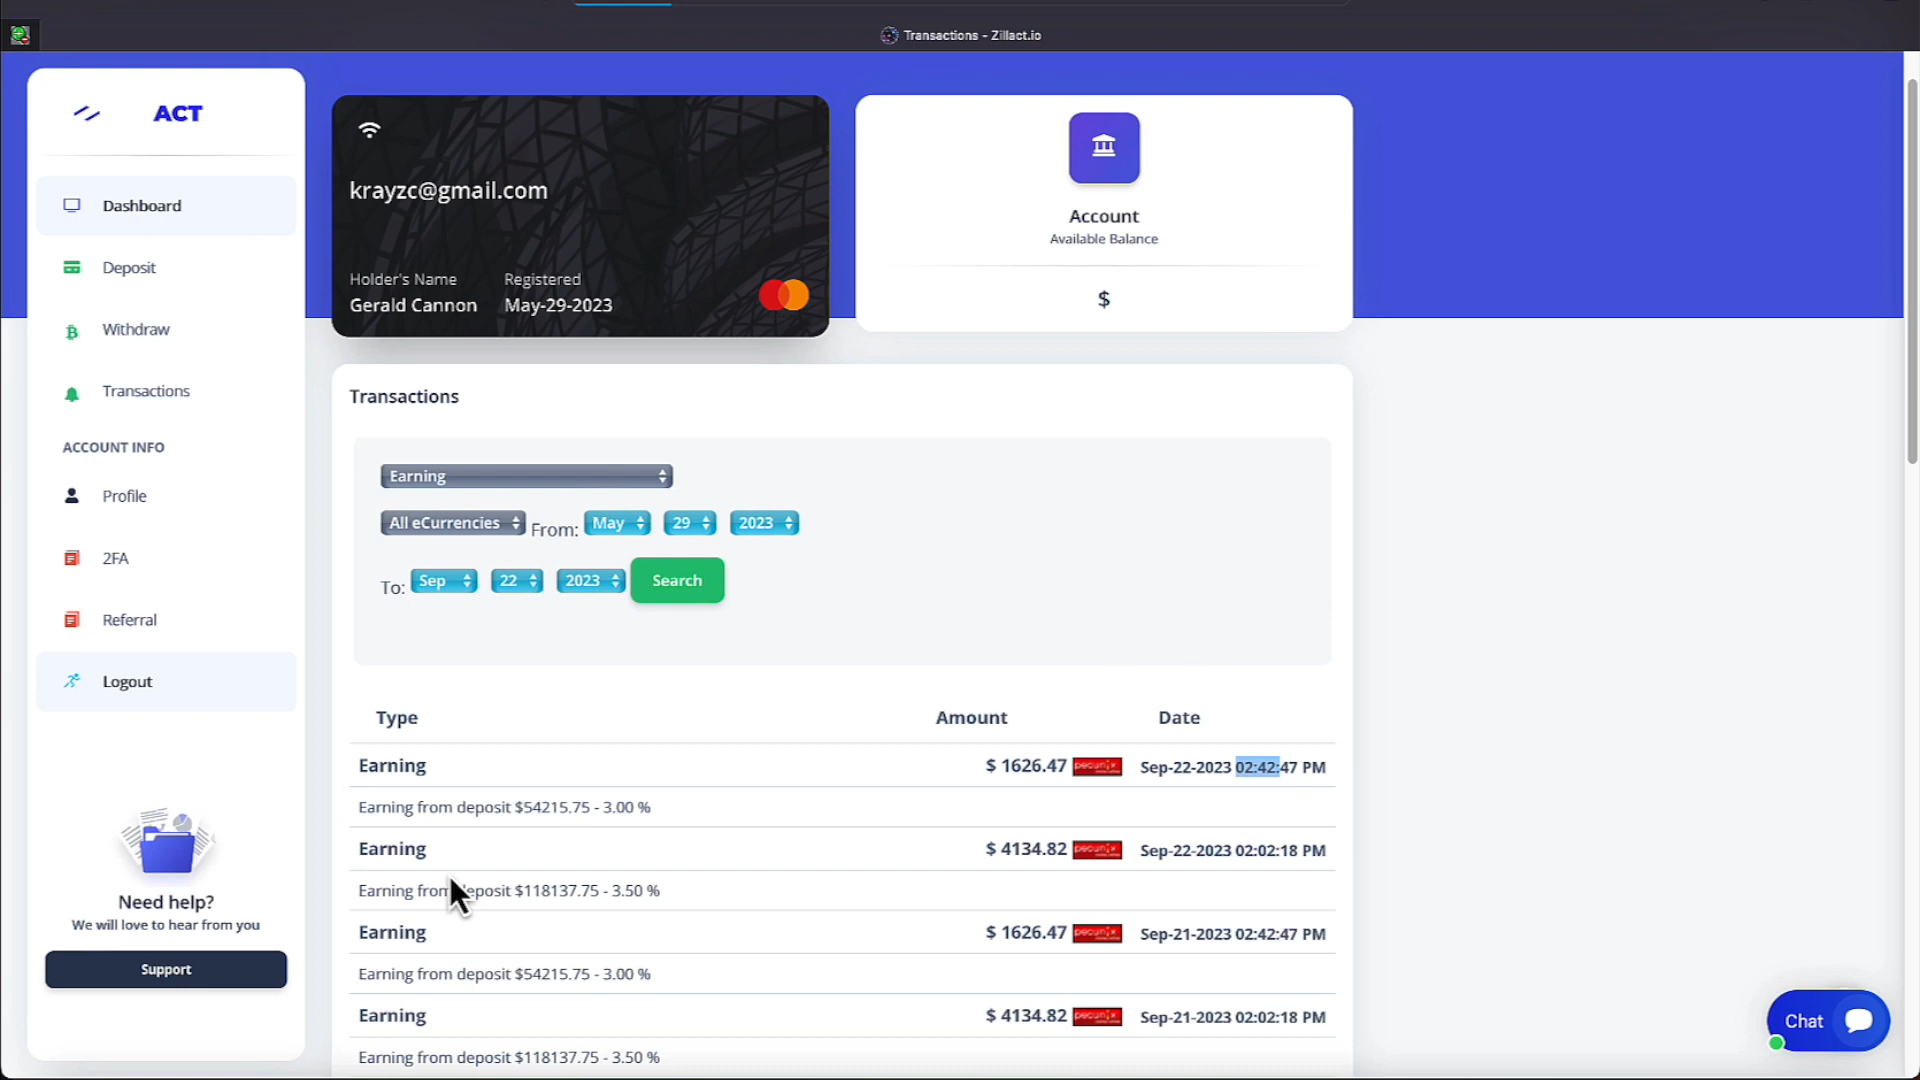 Transactions - Zillact.io
ACT
Dashboard
Deposit
Withdraw
Transactions
ACCOUNT INFO
Profile
2FA
Referral
Logout
Need help?
We will love to hear from you
Support
krayzc@gmail.com
Holder's Name
Gerald Cannon
Registered
May-29-2023
Account
Available Balance
$
Transactions
Earning
All eCurrencies From: May 29 2023
To: Sep 22 2023 Search
Type Amount Date
Earning $ 1626.47 pecunix Sep-22-2023 02:42:47 PM
Earning from deposit $54215.75 - 3.00 %
Earning $ 4134.82 pecunix Sep-22-2023 02:02:18 PM
Earning from deposit $118137.75 - 3.50 %
Earning $ 1626.47 pecunix Sep-21-2023 02:42:47 PM
Earning from deposit $54215.75 - 3.00 %
Earning $ 4134.82 pecunix Sep-21-2023 02:02:18 PM
Earning from deposit $118137.75 - 3.50 %
Chat